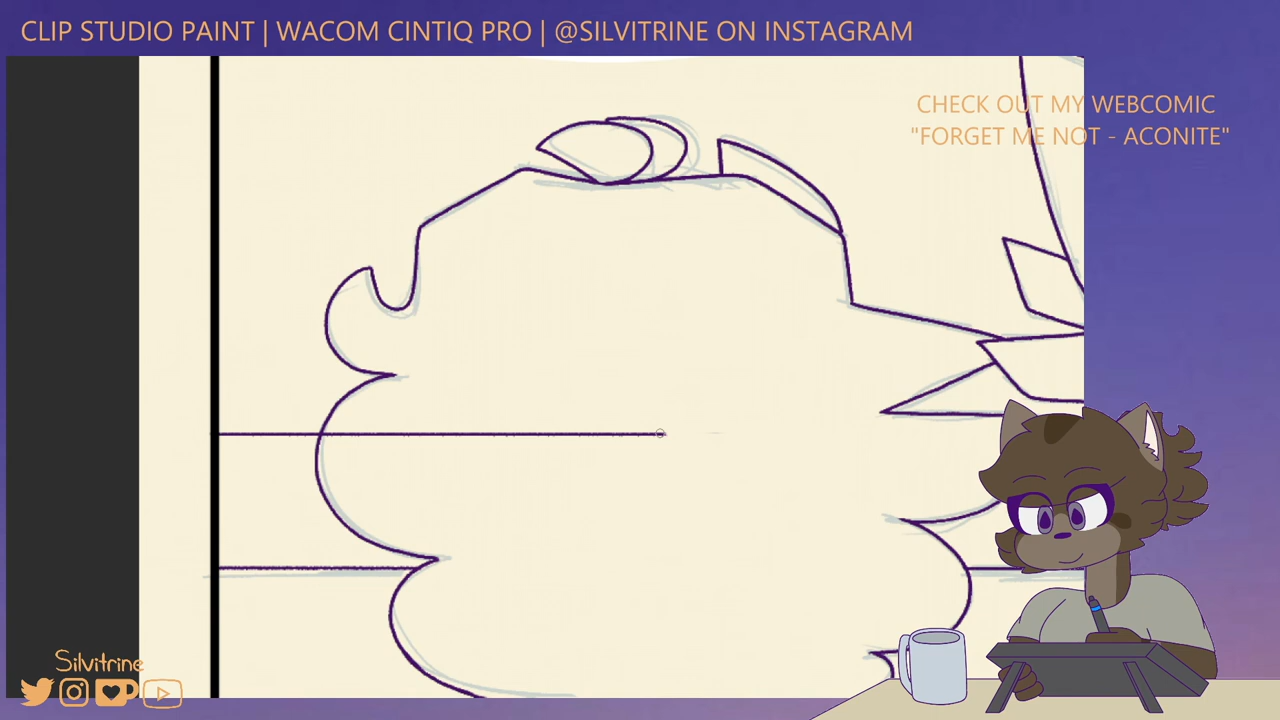 CLIP STUDIO PAINT | WACOM CINTIQ PRO | @SILVITRINE ON INSTAGRAM
CHECK OUT MY WEBCOMIC
"FORGET ME NOT - ACONITE"
Silvitrine